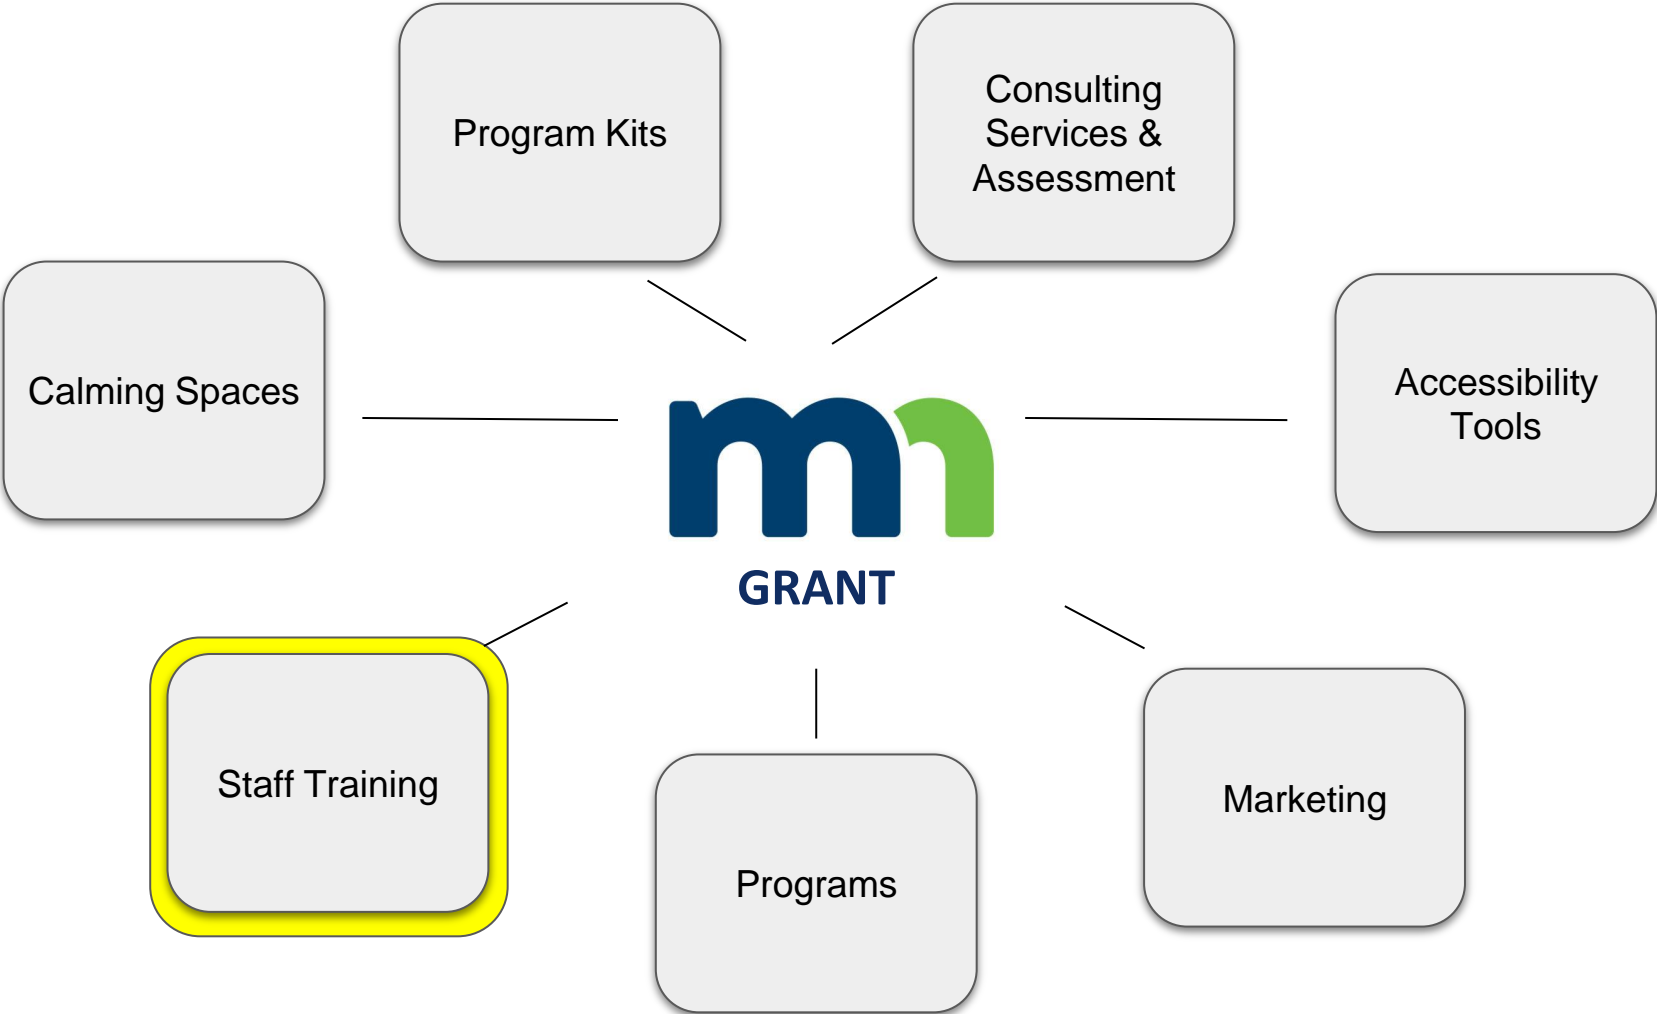 Program Kits
Consulting
Services &
Assessment
Calming Spaces
Accessibility
Tools
mn
GRANT
Staff Training
Programs
Marketing